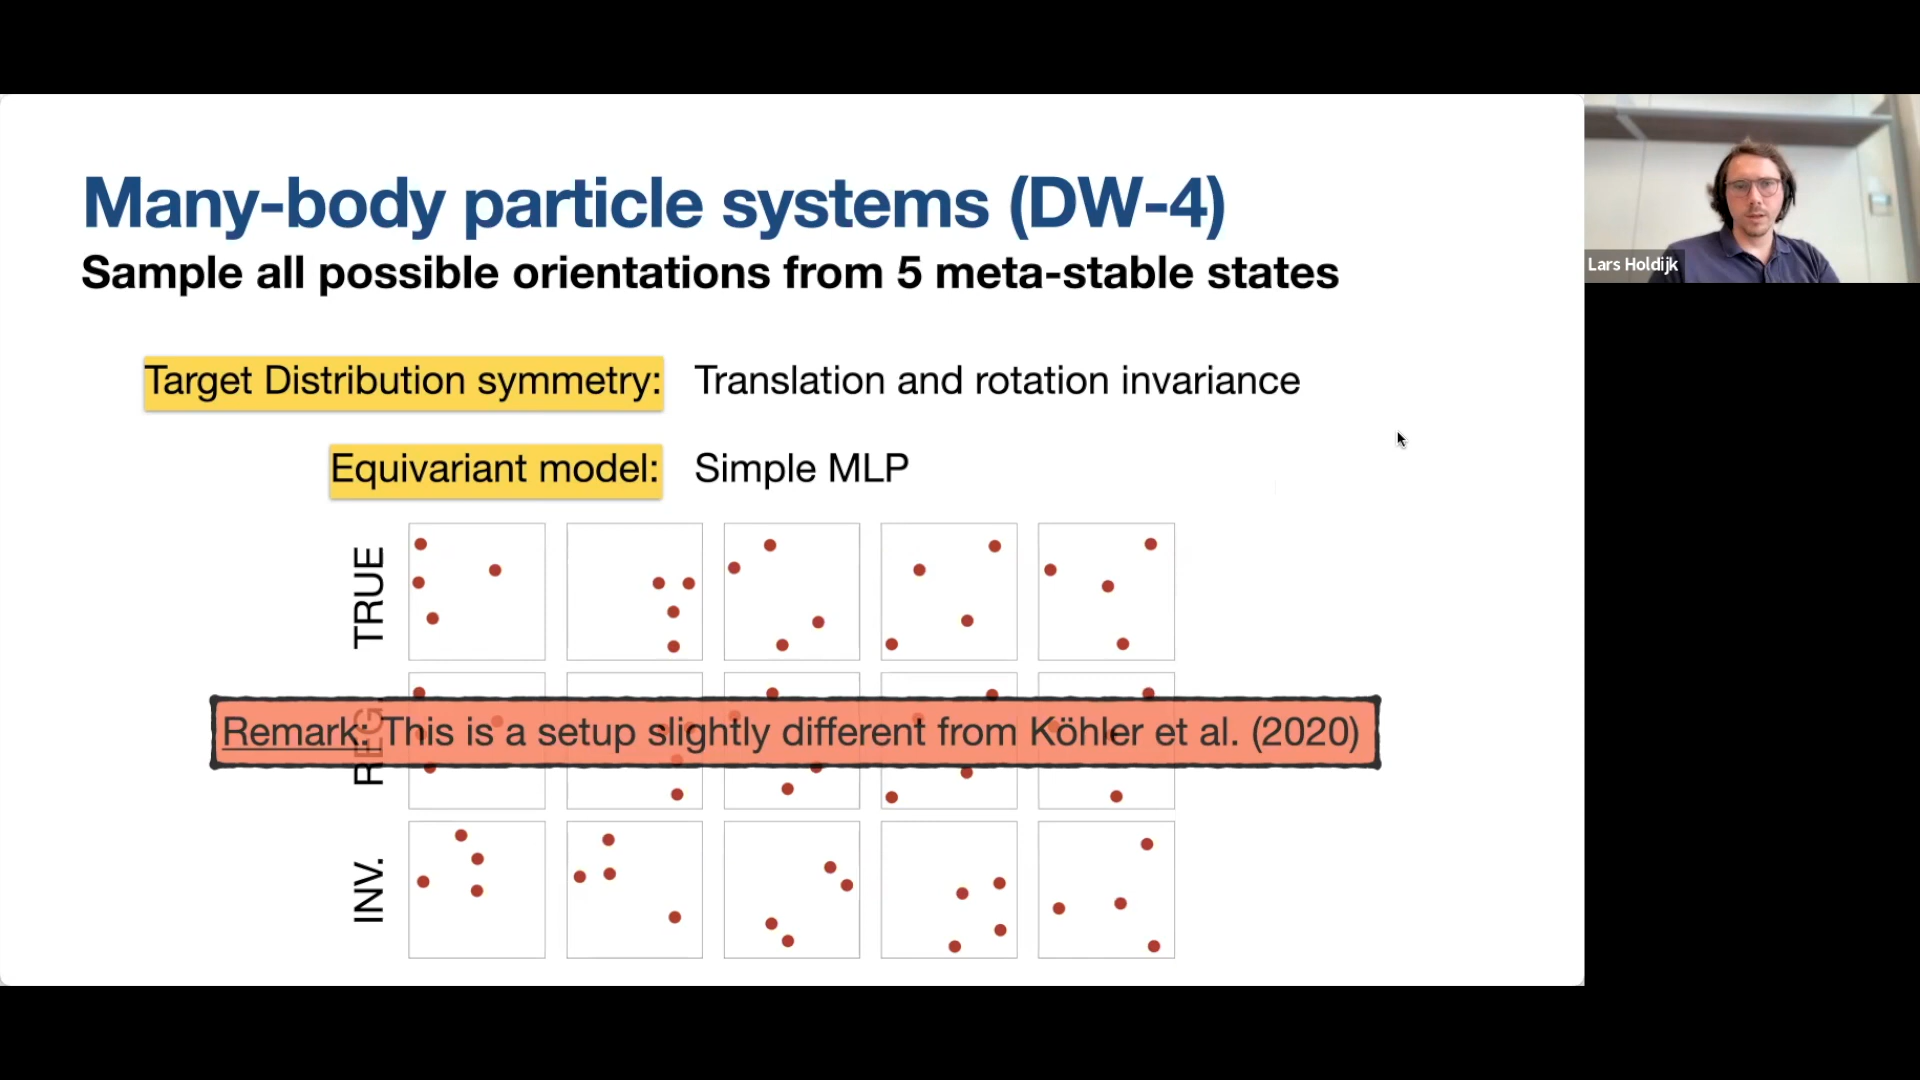 Many-body particle systems (DW-4)
Sample all possible orientations from 5 meta-stable states
Lars Holdijk
Target Distribution symmetry: Translation and rotation invariance
Equivariant model: Simple MLP
TRUE
REG.
Remark: This is a setup slightly different from Köhler et al. (2020)
INV.